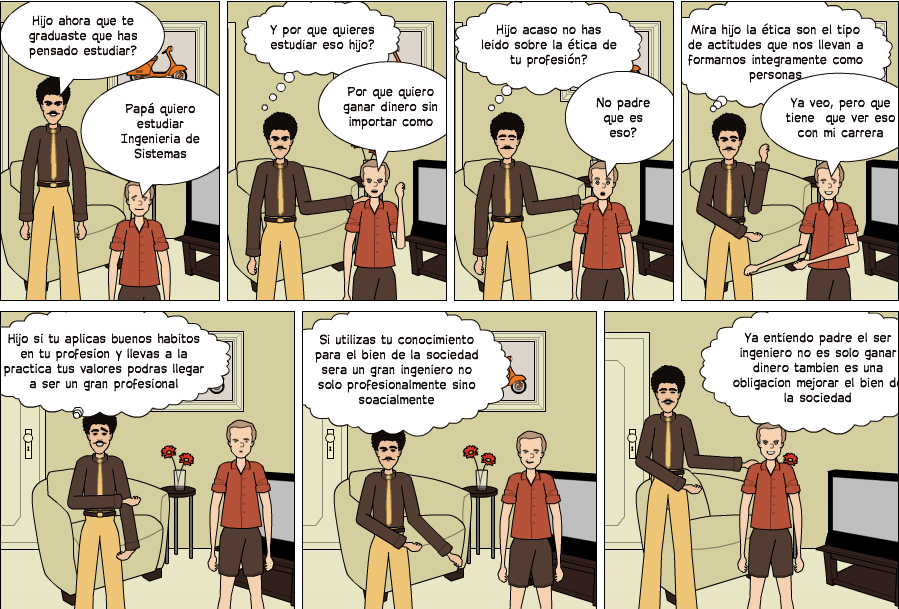 Hijo ahora que te
graduaste que has
pensado estudiar?
Papá quiero
estudiar
Ingenieria de
Sistemas
Y por que quieres
estudiar eso hijo?
Por que quiero
ganar dinero sin
importar como
Hijo acaso no has
leido sobre la ética de
tu profesión?
No padre
que es
eso?
Mira hijo la ética son el tipo
de actitudes que nos llevan a
formarnos integramente como
personas
Ya veo, pero que
tiene que ver eso
con mi carrera
Hijo si tu aplicas buenos habitos
en tu profesion y llevas a la
practica tus valores podras llegar
a ser un gran profesional
Si utilizas tu conocimiento
para el bien de la sociedad
sera un gran ingeniero no
solo profesionalmente sino
soacialmente
Ya entiendo padre el ser
ingeniero no es solo ganar
dinero tambien es una
obligacion mejorar el bien de
la sociedad